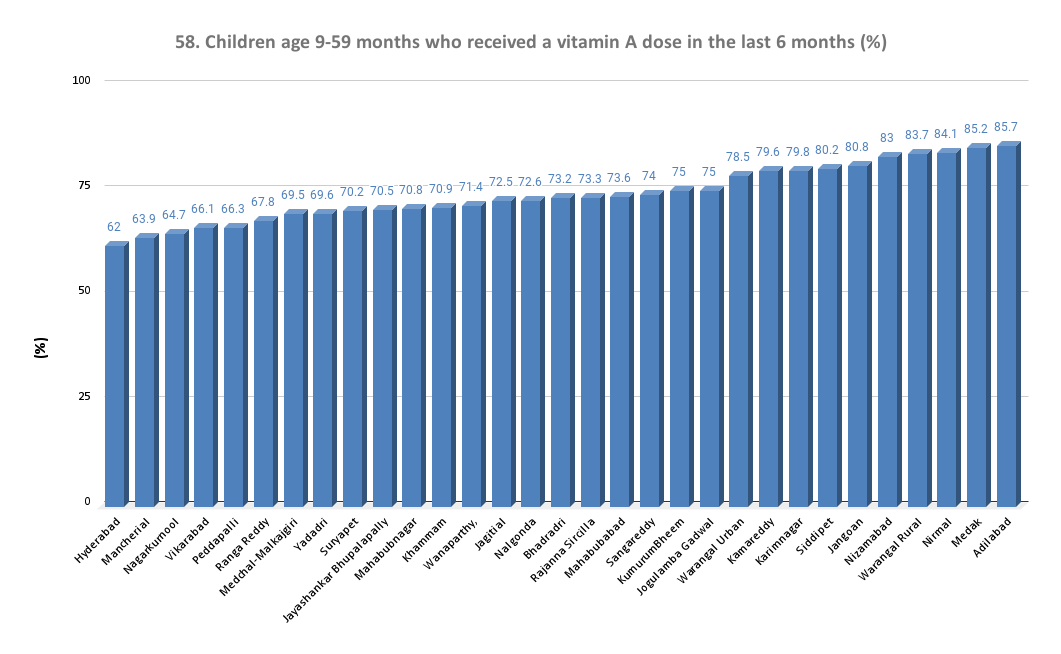 58. Children age 9-59 months who received a vitamin A dose in the last 6 months (%)
100
75
50
25
0
(%)
62 63.9 64.7 66.1 66.3 67.8 69.5 69.6 70.2 70.5 70.8 70.9 71.4 72.5 72.6 73.2 73.3 73.6 74 75 75 78.5 79.6 79.8 80.2 80.8 83 83.7 84.1 85.2 85.7
Hyderabad
Mancherial
Nagarkurnool
Vikarabad
Peddapalli
Ranga Reddy
Medchal-Malkajgiri
Yadadri
Suryapet
Jayashankar Bhupalapally
Mahabubnagar
Khammam
Wanaparthy,
Jagtial
Nalgonda
Bhadradri
Rajanna Sircilla
Mahabubabad
Sangareddy
KumurumBheem
Jogulamba Gadwal
Warangal Urban
Kamareddy
Karimnagar
Siddipet
Jangoan
Nizamabad
Warangal Rural
Nirmal
Medak
Adilabad